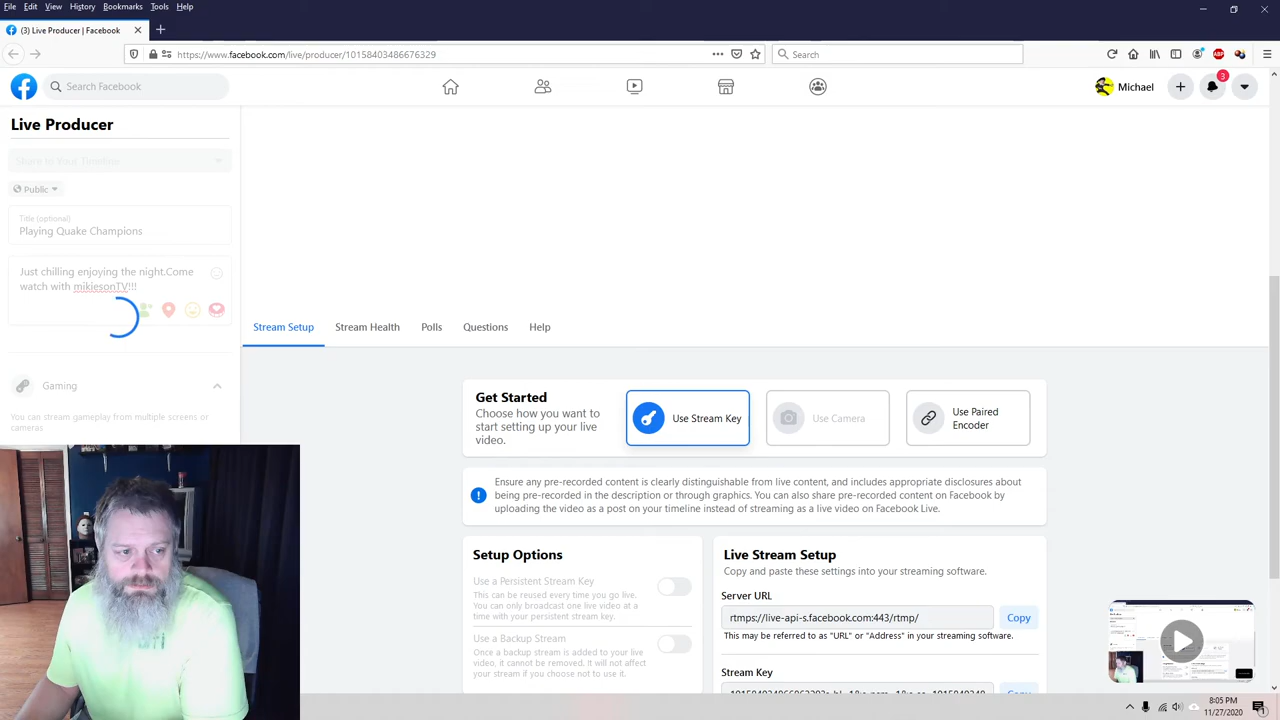 File Edit View History Bookmarks Tools Help
(3) Live Producer | Facebook
https://www.facebook.com/live/producer/10158403486676329
Search
ABP
Search Facebook
Michael
3
Live Producer
Share to Your Timeline
Public
Title (optional)
Playing Quake Champions
Just chilling enjoying the night.Come
watch with mikiesonTV!!!
Gaming
You can stream gameplay from multiple screens or
cameras
Stream Setup Stream Health Polls Questions Help
Get Started
Choose how you want
to start setting up your live
video.
Use Stream Key
Use Camera
Use Paired
Encoder
Ensure any pre-recorded content is clearly distinguishable from live content, and includes appropriate disclosures about
being pre-recorded in the description or through graphics. You can also share pre-recorded content on Facebook by
uploading the video as a post on your timeline instead of streaming as a live video on Facebook Live.
Setup Options
Use a Persistent Stream Key
This can be reused every time you go live.
You can only broadcast one live video at a
time with your persistent stream key.
Use a Backup Stream
Once a backup stream is added to your live
video, it cannot be removed. It will not affect
your stream if you choose not to use it.
Live Stream Setup
Copy and paste these settings into your streaming software.
Server URL
rtmps://live-api-s.facebook.com:443/rtmp/
Copy
This may be referred to as "URL" or "Address" in your streaming software.
Stream Key
8:05 PM
11/27/2020